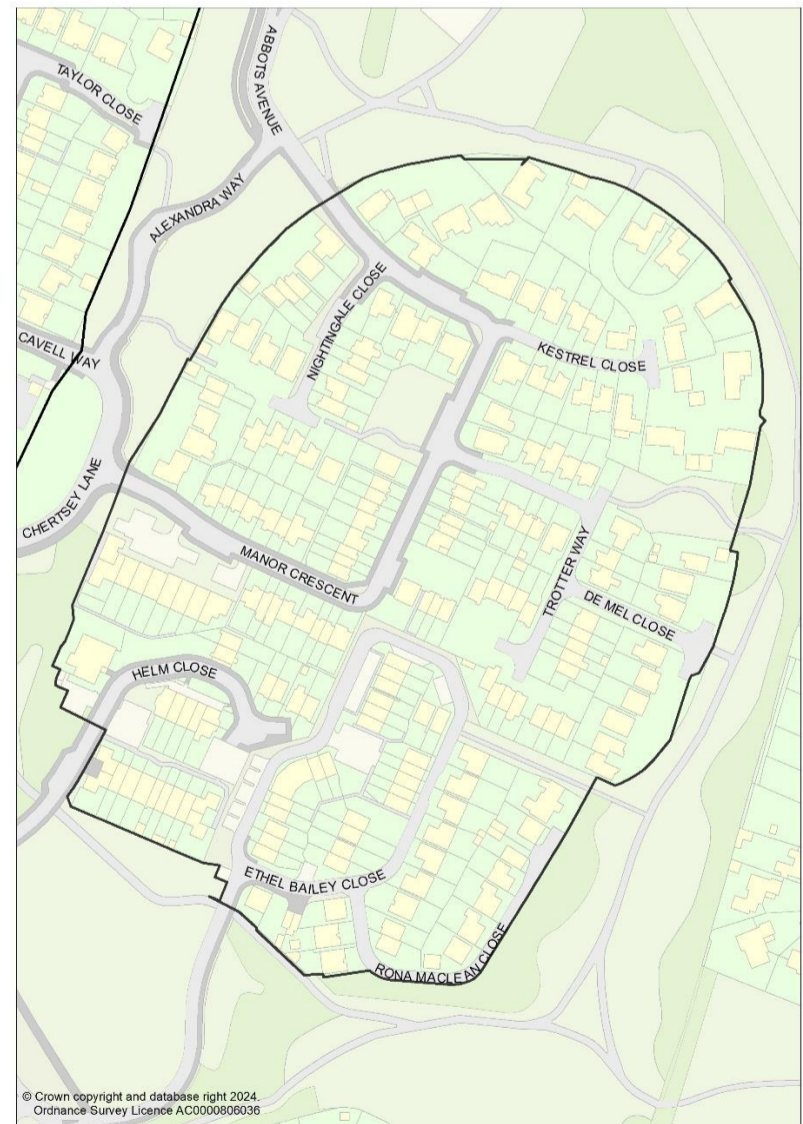 ABBOTS AVENUE
TAYLOR CLOSE
ALEXANDRA WAY
NIGHTINGALE CLOSE
CAVELL WAY
KESTREL CLOSE
CHERTSEY LANE
MANOR CRESCENT
TROTTER WAY
DE MEL CLOSE
HELM CLOSE
ETHEL BAILEY CLOSE
RONA MACLEAN CLOSE
© Crown copyright and database right 2024.
Ordnance Survey Licence AC0000806036